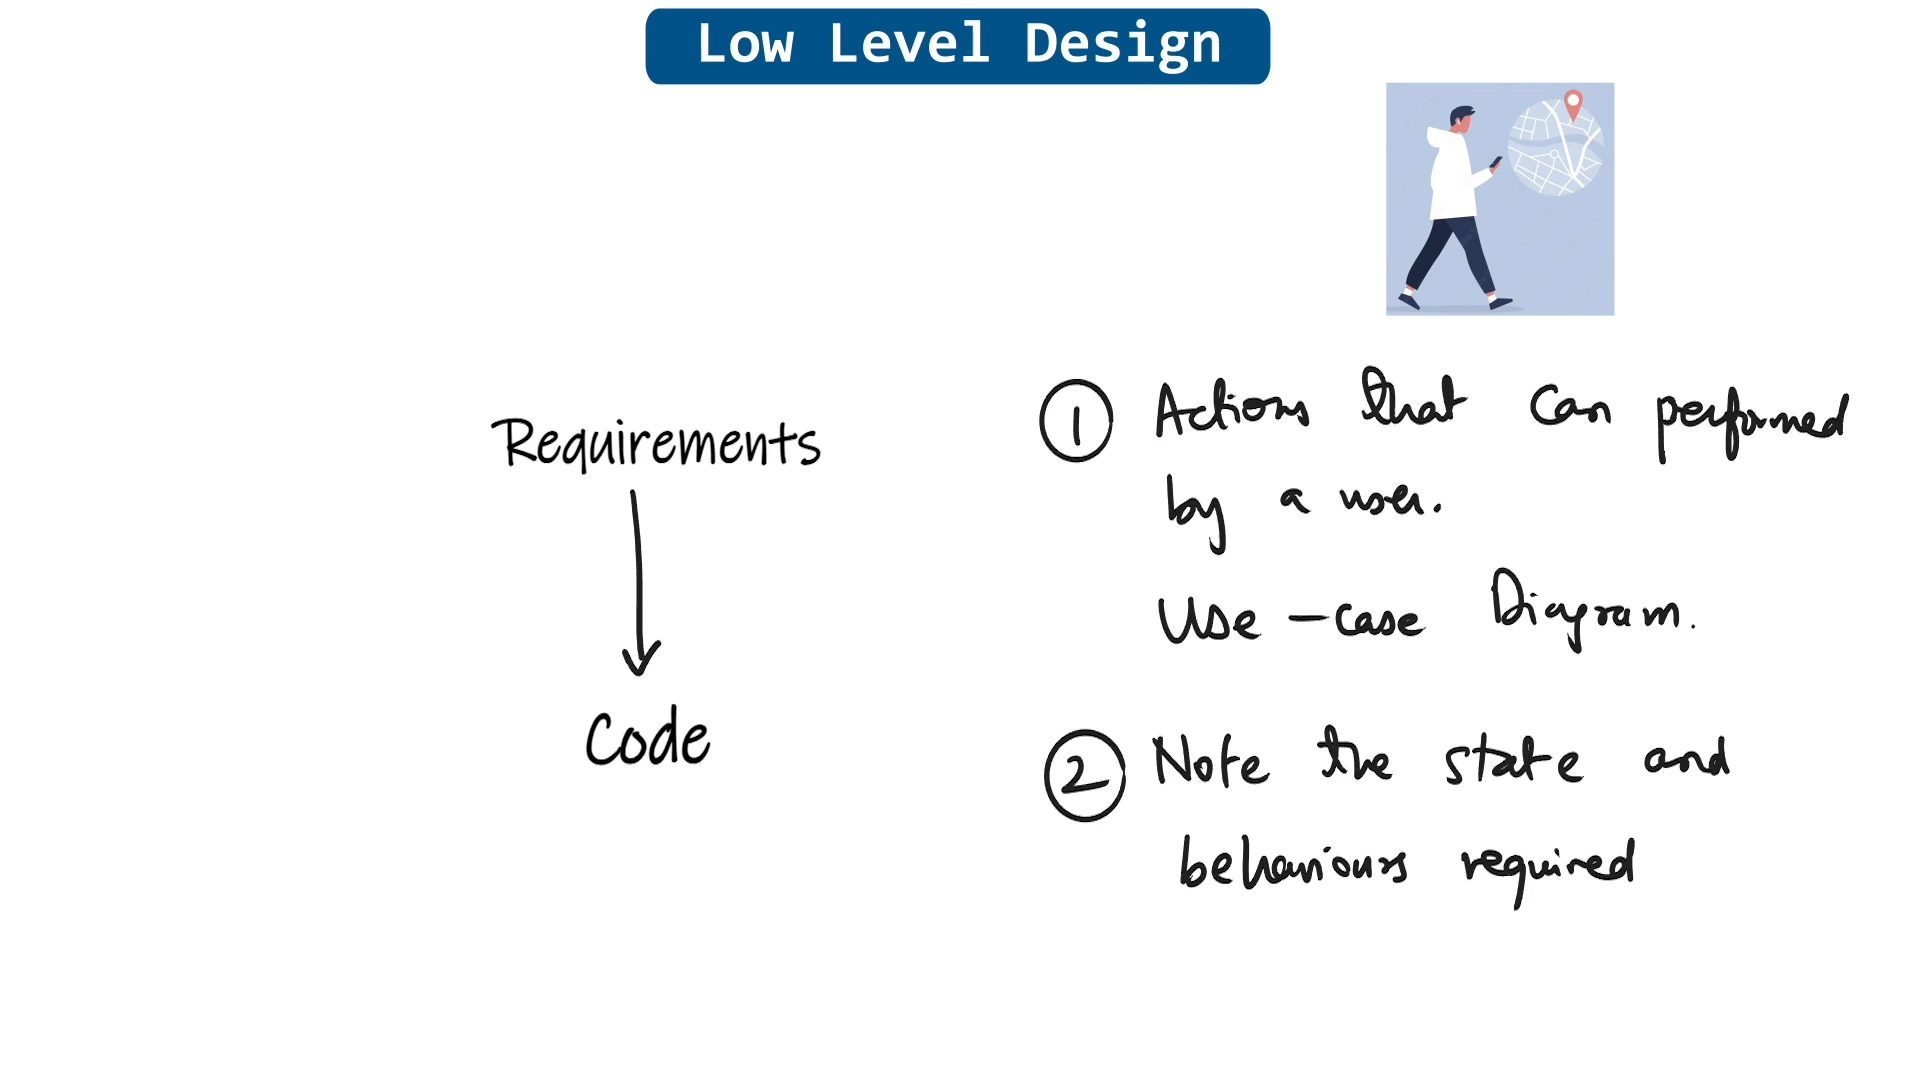 Low Level Design
Requirements
Code
1 Actions that can performed
by a user.
Use - case Diagram.
2 Note the state and
behaviours required